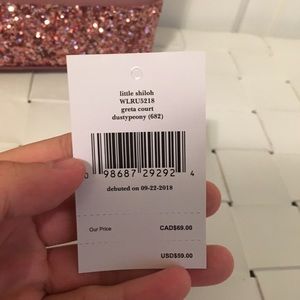 little shiloh
WLRU5218
greta court
dustypeony (682)
0 98687 29292 4
debuted on 09-22-2018
Our Price CAD$69.00
USD$59.00